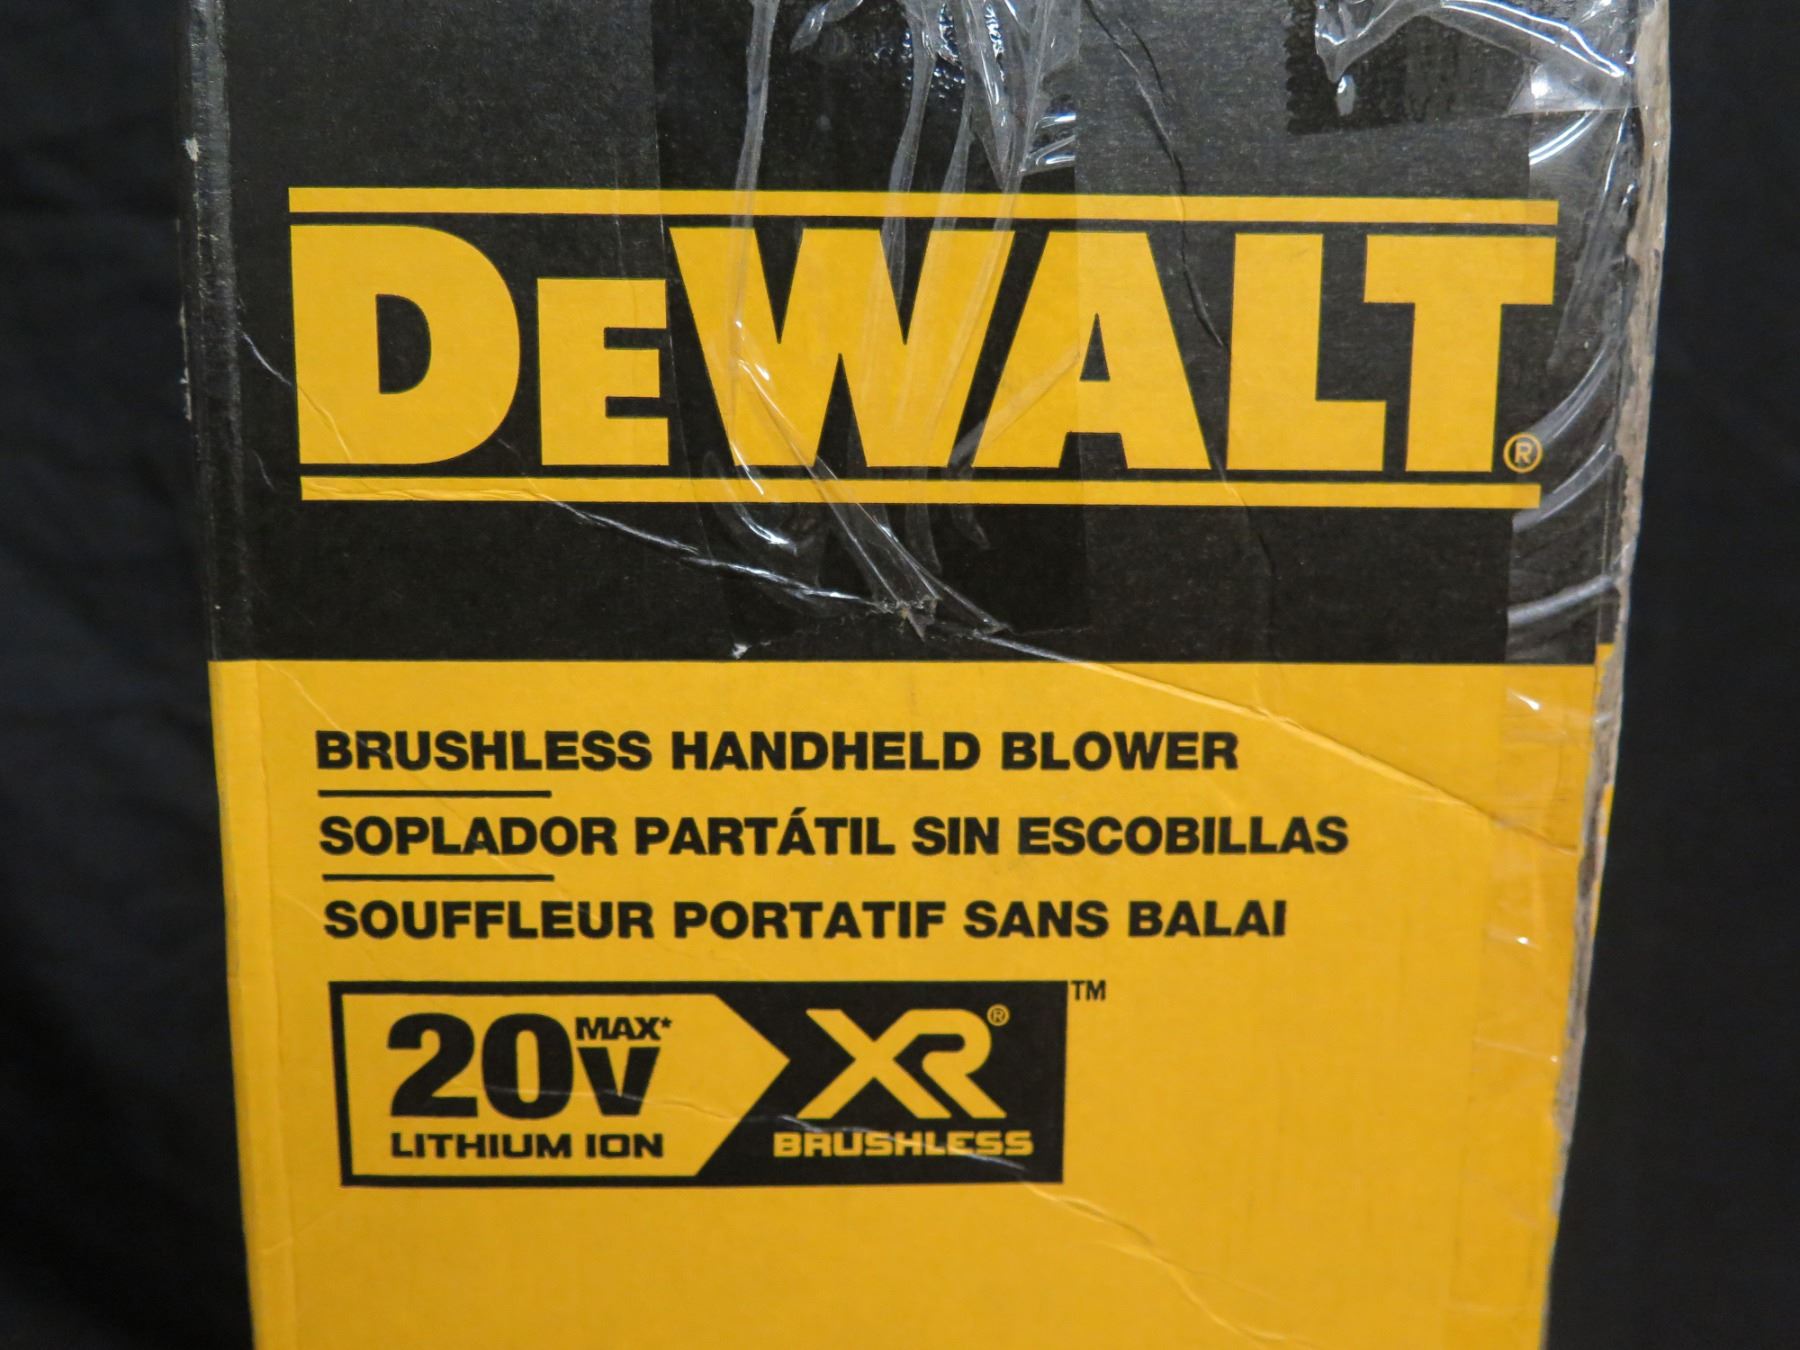 DEWALT®
BRUSHLESS HANDHELD BLOWER
SOPLADOR PARTÁTIL SIN ESCOBILLAS
SOUFFLEUR PORTATIF SANS BALAI
20V MAX* XR® ™
LITHIUM ION BRUSHLESS